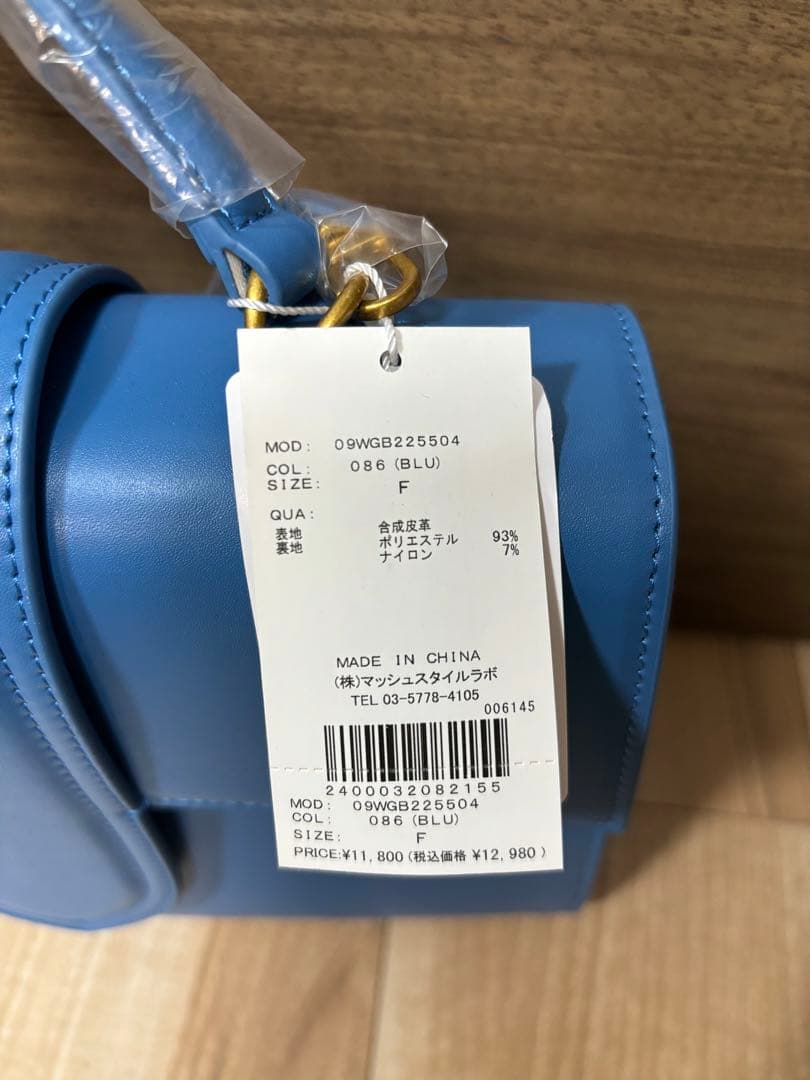 MOD: 09WGB225504
COL: 086 (BLU)
SIZE: F
QUA:
表地 合成皮革
裏地 ポリエステル 93%
ナイロン 7%
MADE IN CHINA
(株)マッシュスタイルラボ
TEL 03-5778-4105
006145
2400032082155
MOD: 09WGB225504
COL: 086 (BLU)
SIZE: F
PRICE:¥11,800(税込価格 ¥12,980)